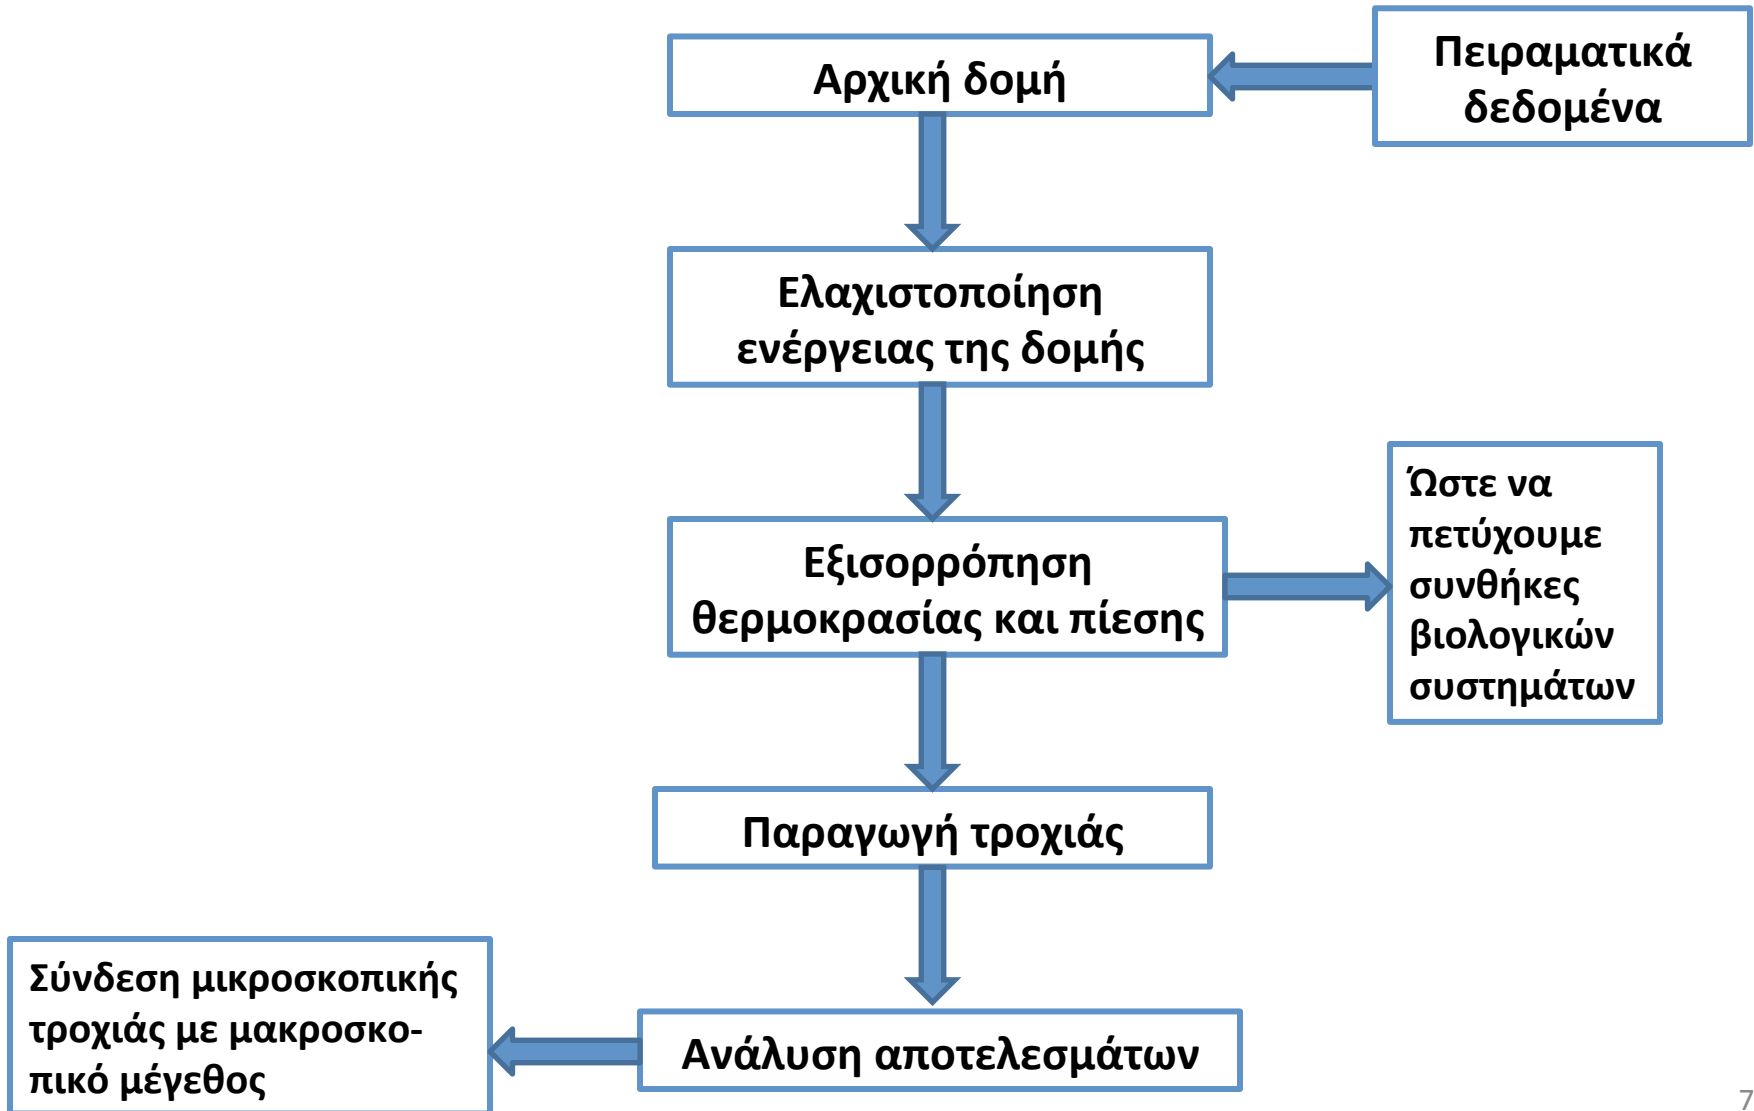 Πειραματικά
δεδομένα
Αρχική δομή
Ελαχιστοποίηση
ενέργειας της δομής
Εξισορρόπηση
θερμοκρασίας και πίεσης
Ώστε να
πετύχουμε
συνθήκες
βιολογικών
συστημάτων
Παραγωγή τροχιάς
Ανάλυση αποτελεσμάτων
Σύνδεση μικροσκοπικής
τροχιάς με μακροσκο-
πικό μέγεθος
7